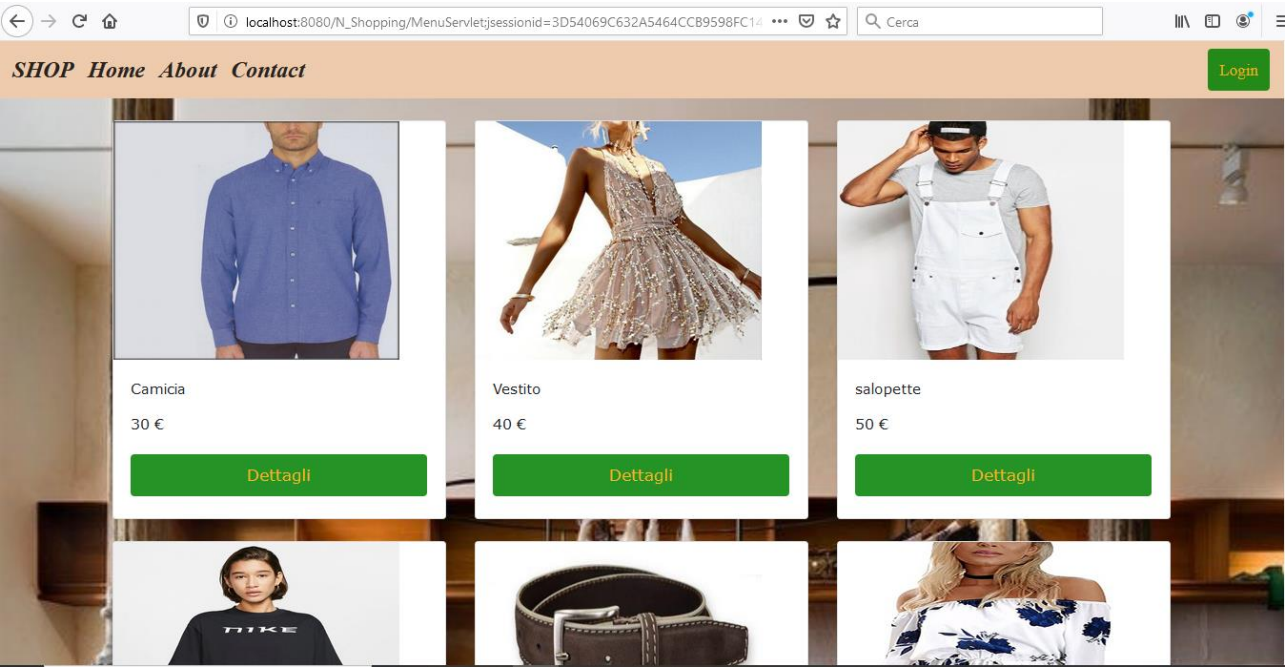 localhost:8080/N_Shopping/MenuServlet;jsessionid=3D54069C632A5464CCB9598FC14
Cerca
SHOP Home About Contact
Login
Camicia
Vestito
salopette
30 €
40 €
50 €
Dettagli
Dettagli
Dettagli
NIKE